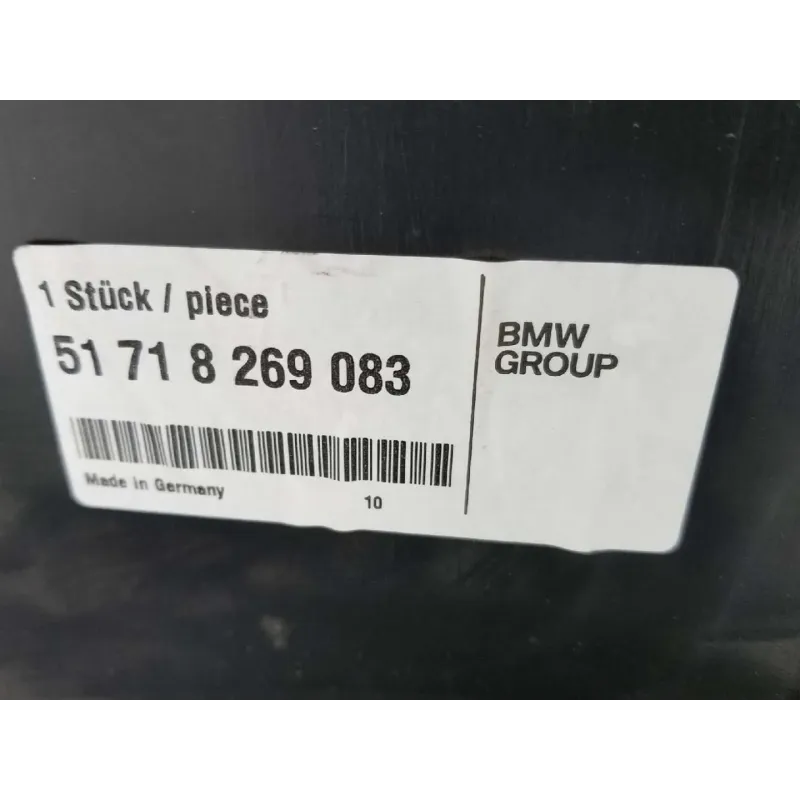 1 Stück / piece
51 71 8 269 083
Made in Germany
10
BMW
GROUP